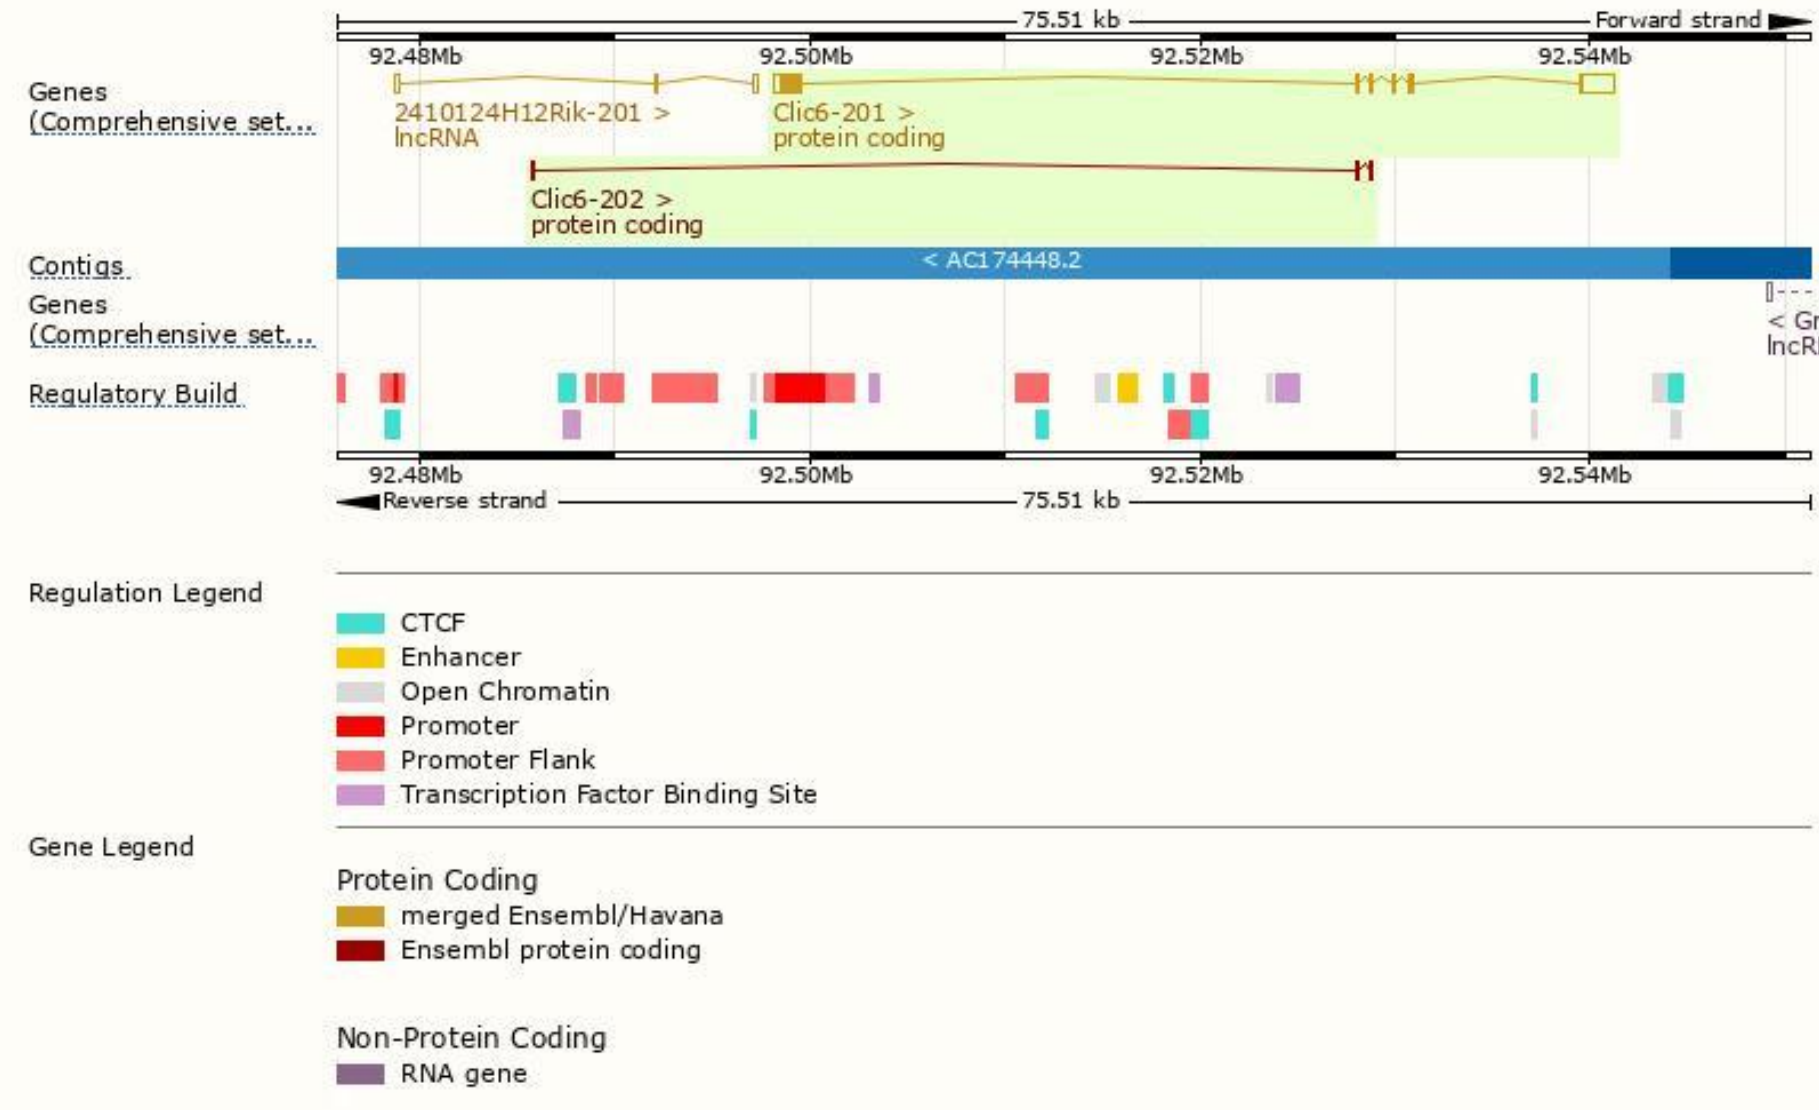 75.51 kb
Forward strand
92.48Mb 92.50Mb 92.52Mb 92.54Mb
Genes
(Comprehensive set...
2410124H12Rik-201 >
lncRNA
Clic6-201 >
protein coding
Clic6-202 >
protein coding
Contigs
< AC174448.2
Genes
(Comprehensive set...
< Gr
lncR
Regulatory Build
92.48Mb 92.50Mb 92.52Mb 92.54Mb
Reverse strand
75.51 kb
Regulation Legend
CTCF
Enhancer
Open Chromatin
Promoter
Promoter Flank
Transcription Factor Binding Site
Gene Legend
Protein Coding
merged Ensembl/Havana
Ensembl protein coding
Non-Protein Coding
RNA gene